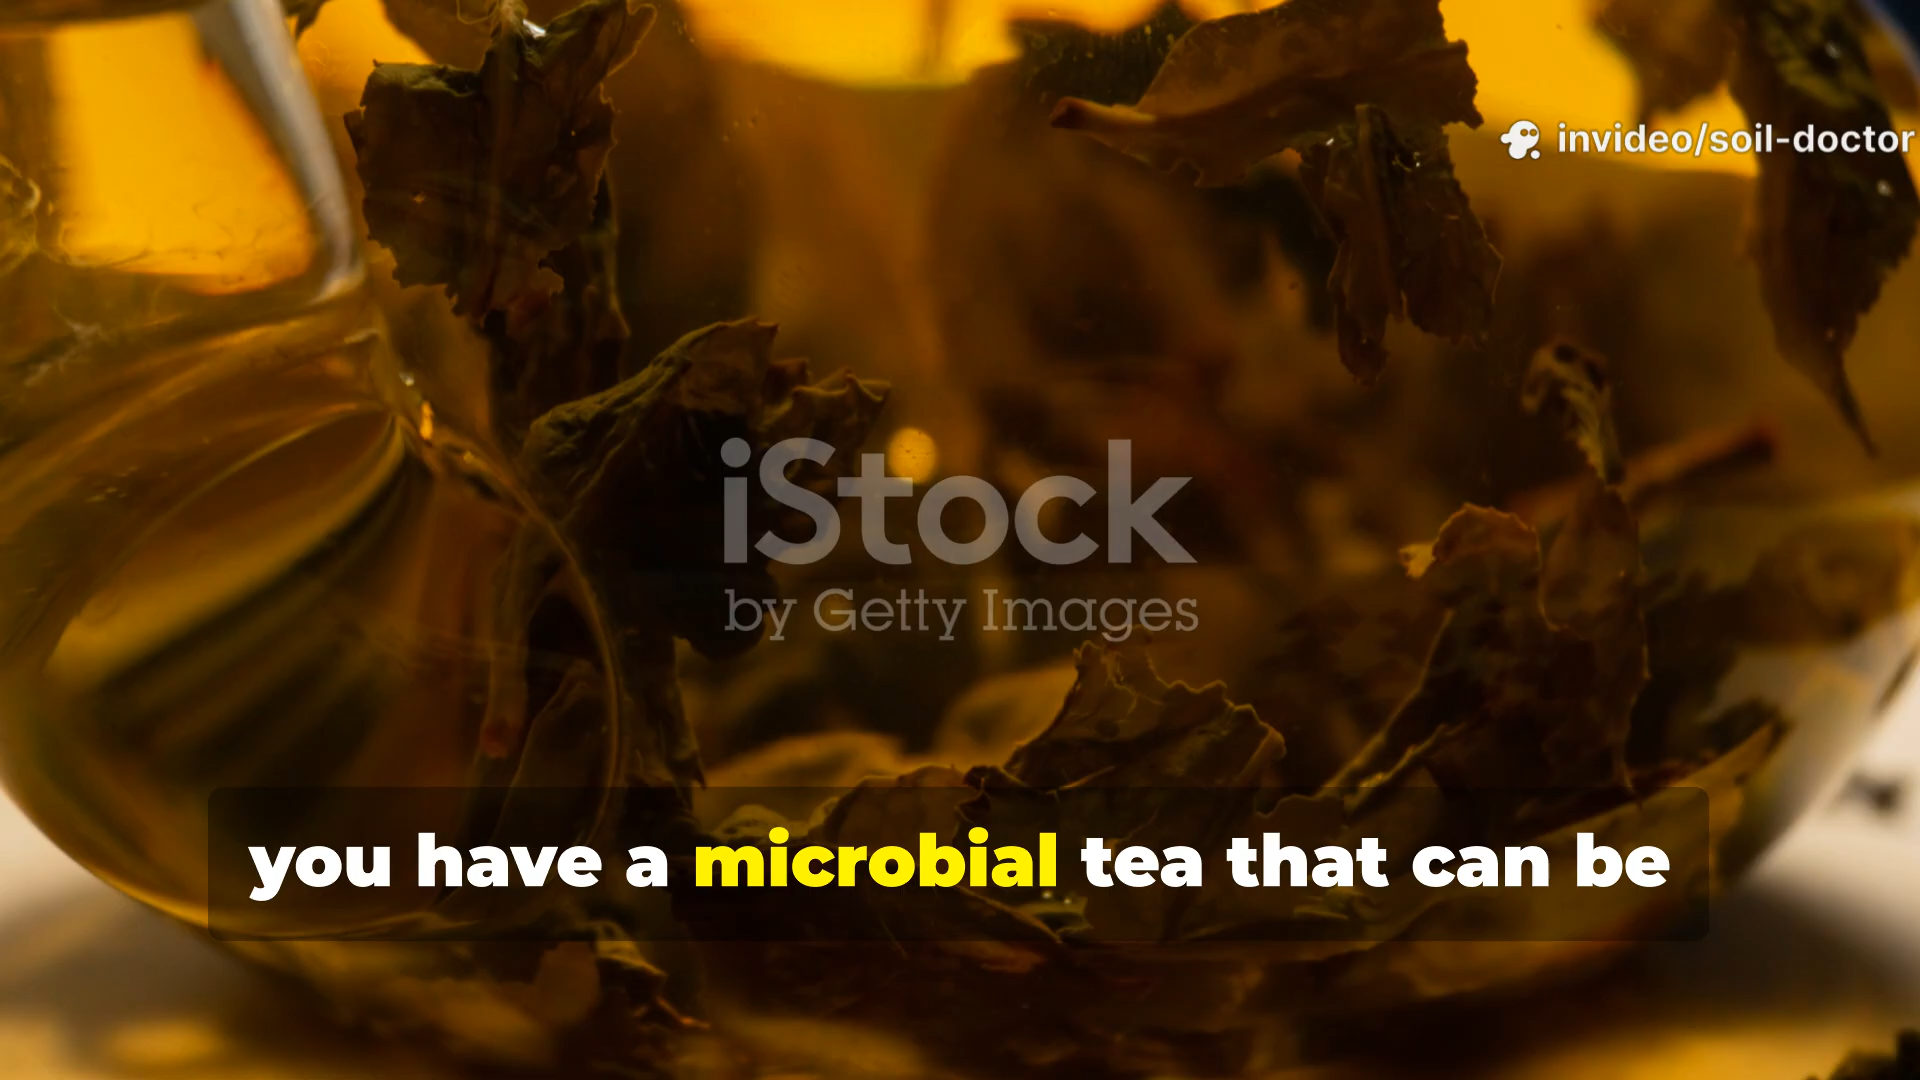 invideo/soil-doctor
iStock
by Getty Images
you have a microbial tea that can be